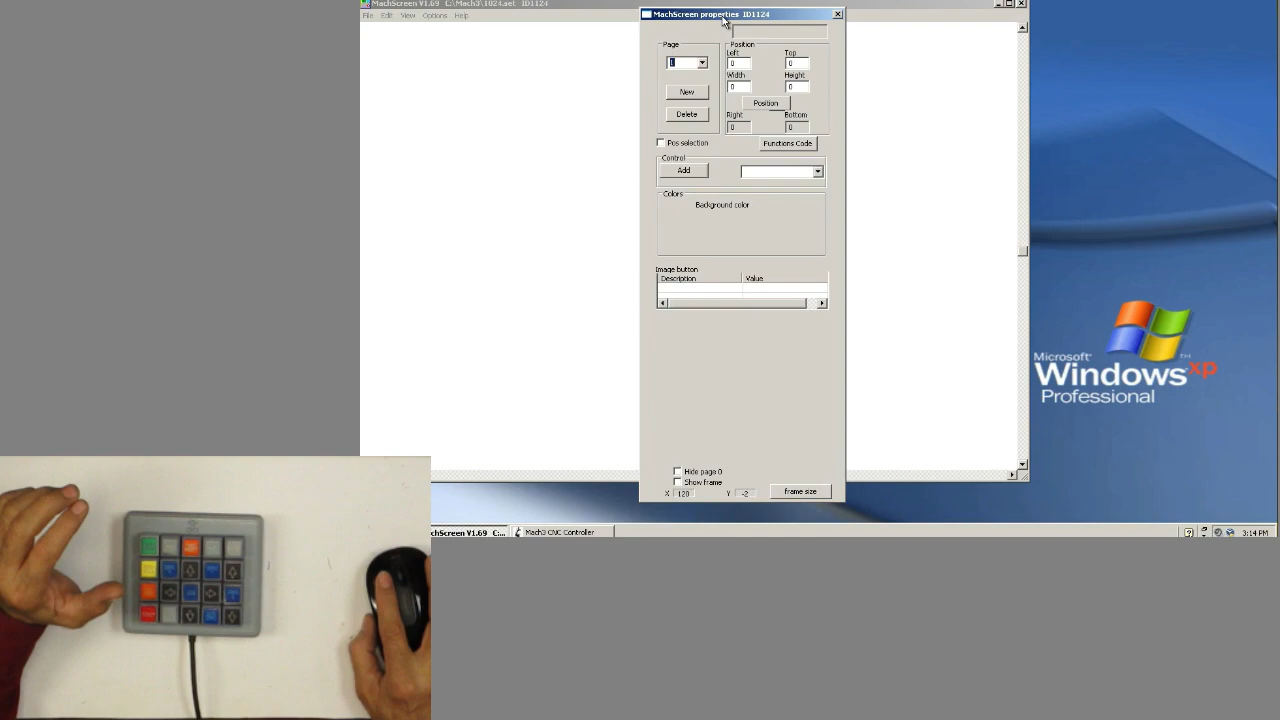 MachScreen V1.69 C:\Mach3\1024.set ID1124
File Edit View Options Help
MachScreen properties ID1124
Page
1
New
Delete
Position
Left Top
0 0
Width Height
0 0
Position
Right Bottom
0 0
Pos selection
Functions Code
Control
Add
Colors
Background color
Image button
Description Value
Hide page 0
Show frame
X 120 Y -2
frame size
Microsoft
Windows xp
Professional
chScreen V1.69 C:... Mach3 CNC Controller
3:14 PM